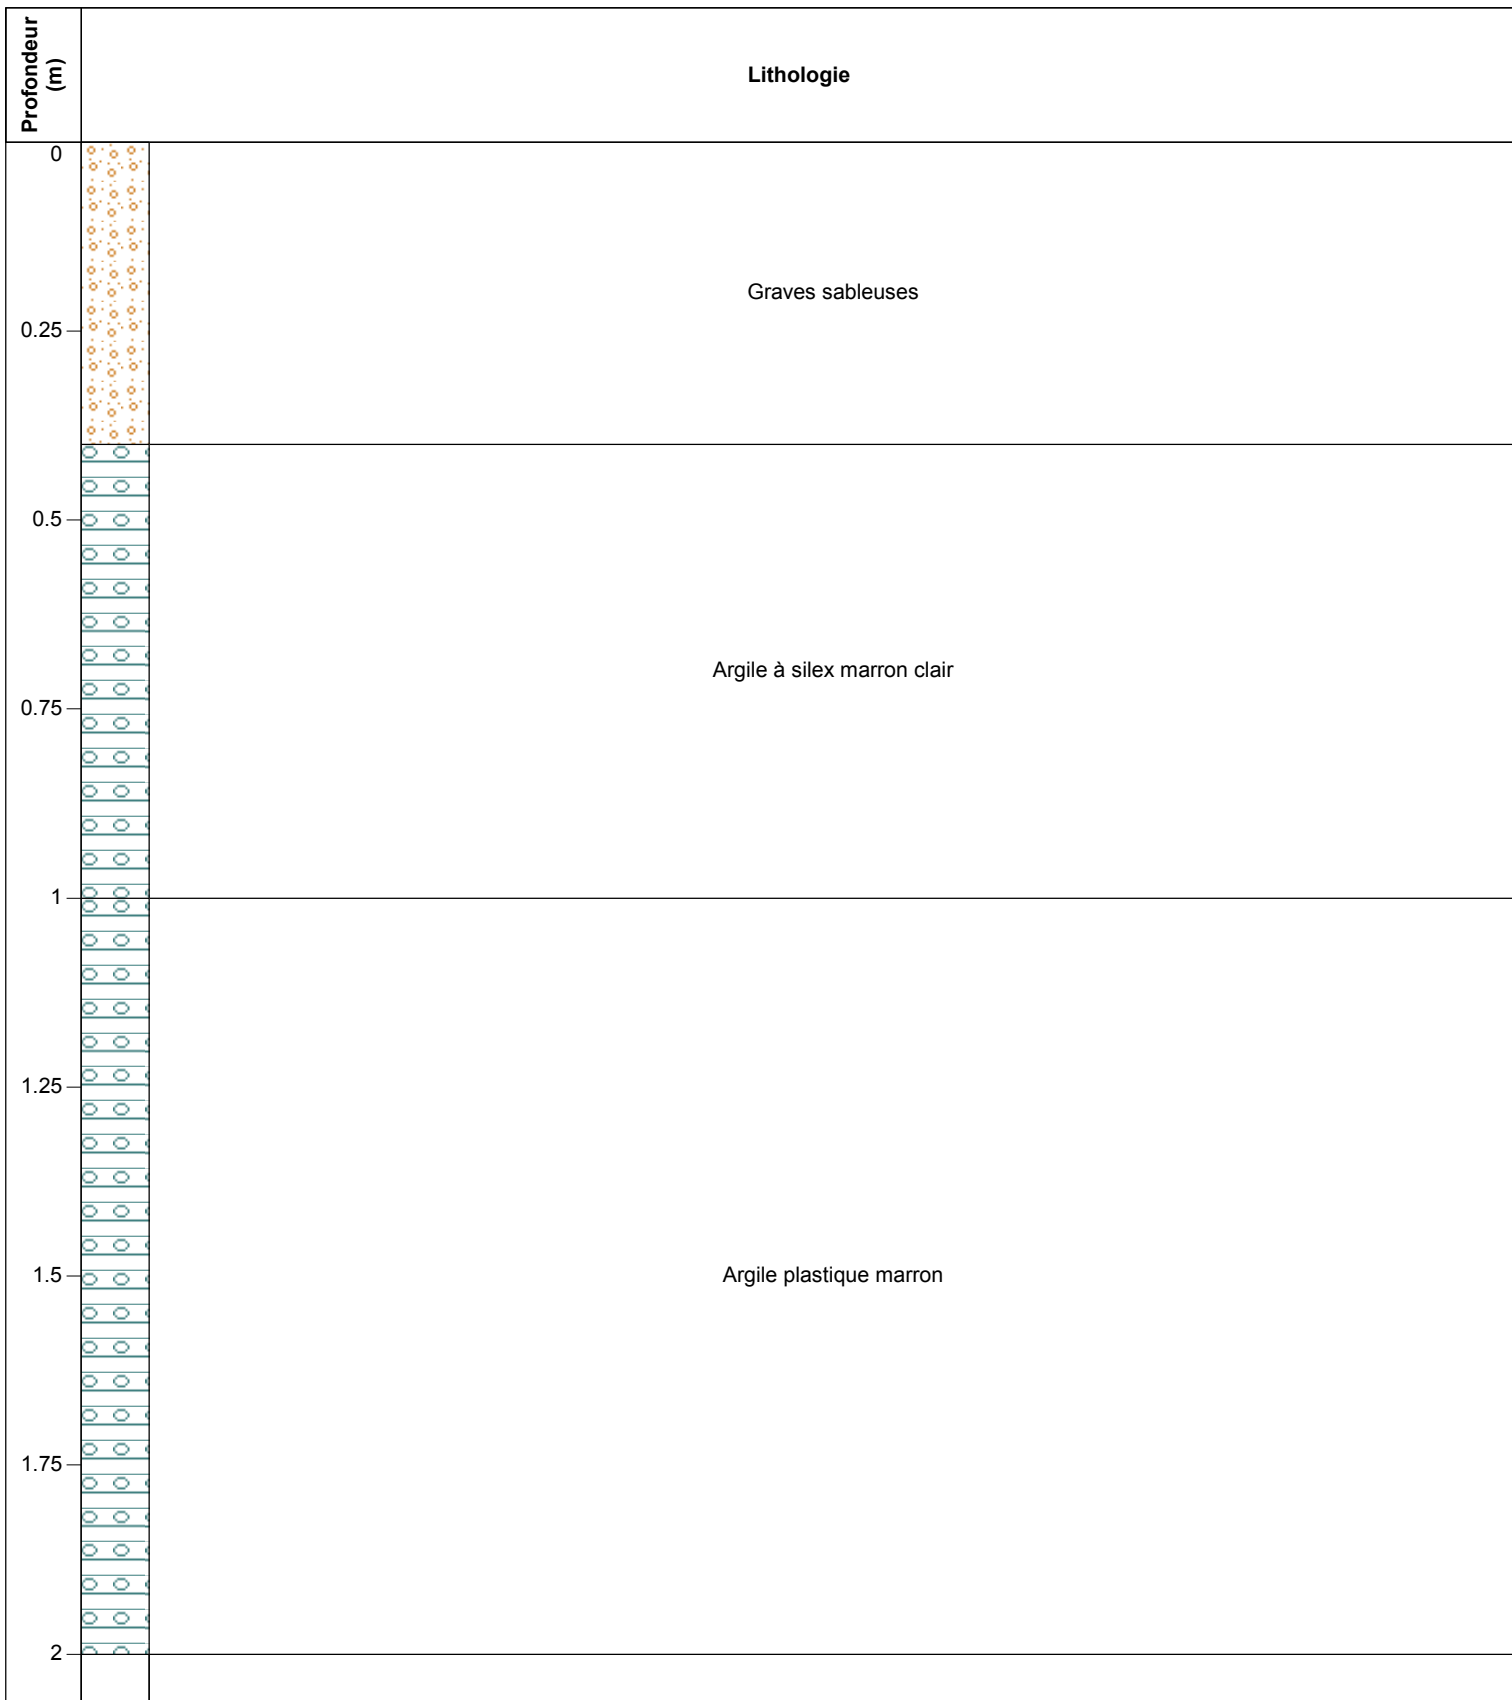 Profondeur
(m)
Lithologie
0
Graves sableuses
0.25
0.5
Argile à silex marron clair
0.75
1
1.25
Argile plastique marron
1.5
1.75
2